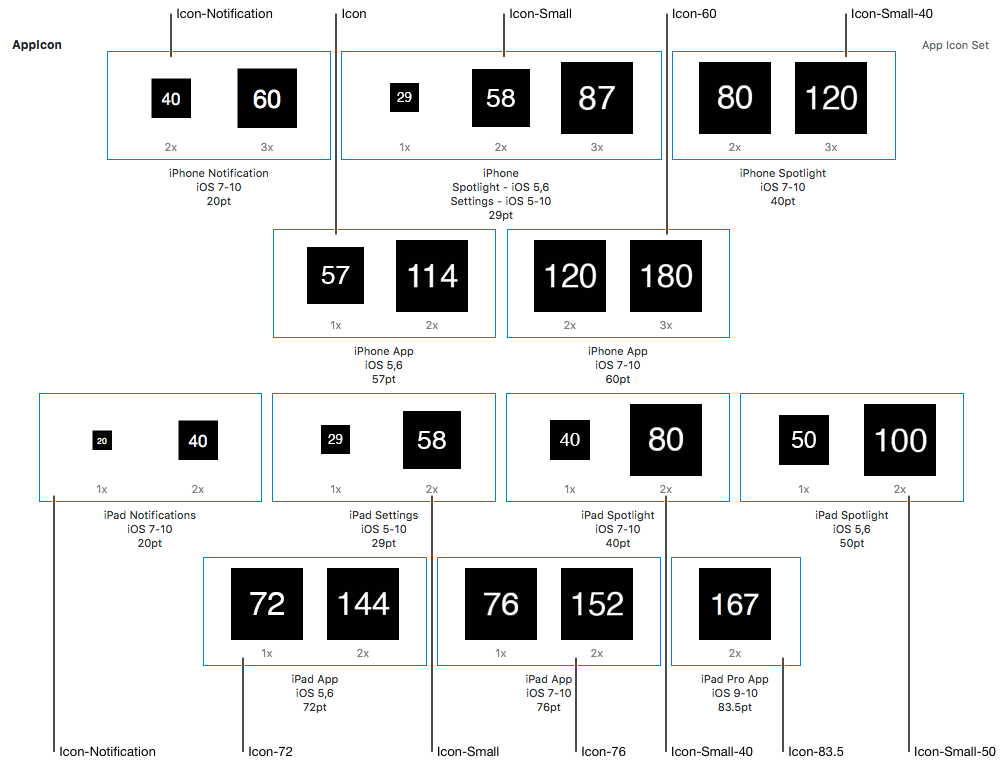 Icon-Notification Icon Icon-Small Icon-60 Icon-Small-40
AppIcon App Icon Set
40 60 29 58 87 80 120
2x 3x 1x 2x 3x 2x 3x
iPhone Notification
iOS 7-10
20pt
iPhone
Spotlight - iOS 5,6
Settings - iOS 5-10
29pt
iPhone Spotlight
iOS 7-10
40pt
57 114 120 180
1x 2x 2x 3x
iPhone App
iOS 5,6
57pt
iPhone App
iOS 7-10
60pt
20 40 29 58 40 80 50 100
1x 2x 1x 2x 1x 2x 1x 2x
iPad Notifications
iOS 7-10
20pt
iPad Settings
iOS 5-10
29pt
iPad Spotlight
iOS 7-10
40pt
iPad Spotlight
iOS 5,6
50pt
72 144 76 152 167
1x 2x 1x 2x 2x
iPad App
iOS 5,6
72pt
iPad App
iOS 7-10
76pt
iPad Pro App
iOS 9-10
83.5pt
Icon-Notification Icon-72 Icon-Small Icon-76 Icon-Small-40 Icon-83.5 Icon-Small-50